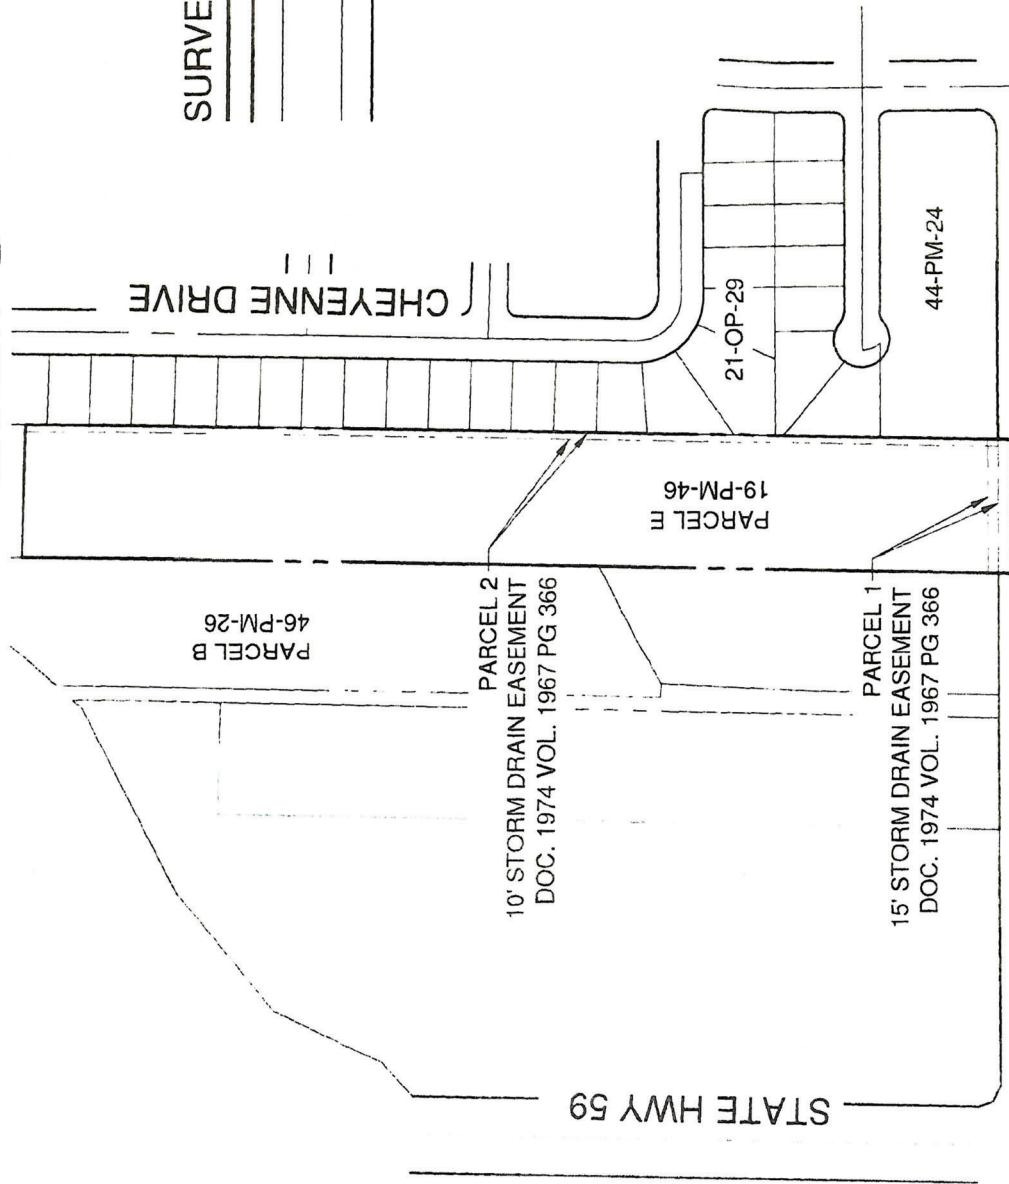 SURVE
CHEYENNE DRIVE
21-OP-29
44-PM-24
PARCEL E
19-PM-46
PARCEL B
46-PM-26
PARCEL 2
10' STORM DRAIN EASEMENT
DOC. 1974 VOL. 1967 PG 366
PARCEL 1
15' STORM DRAIN EASEMENT
DOC. 1974 VOL. 1967 PG 366
STATE HWY 59